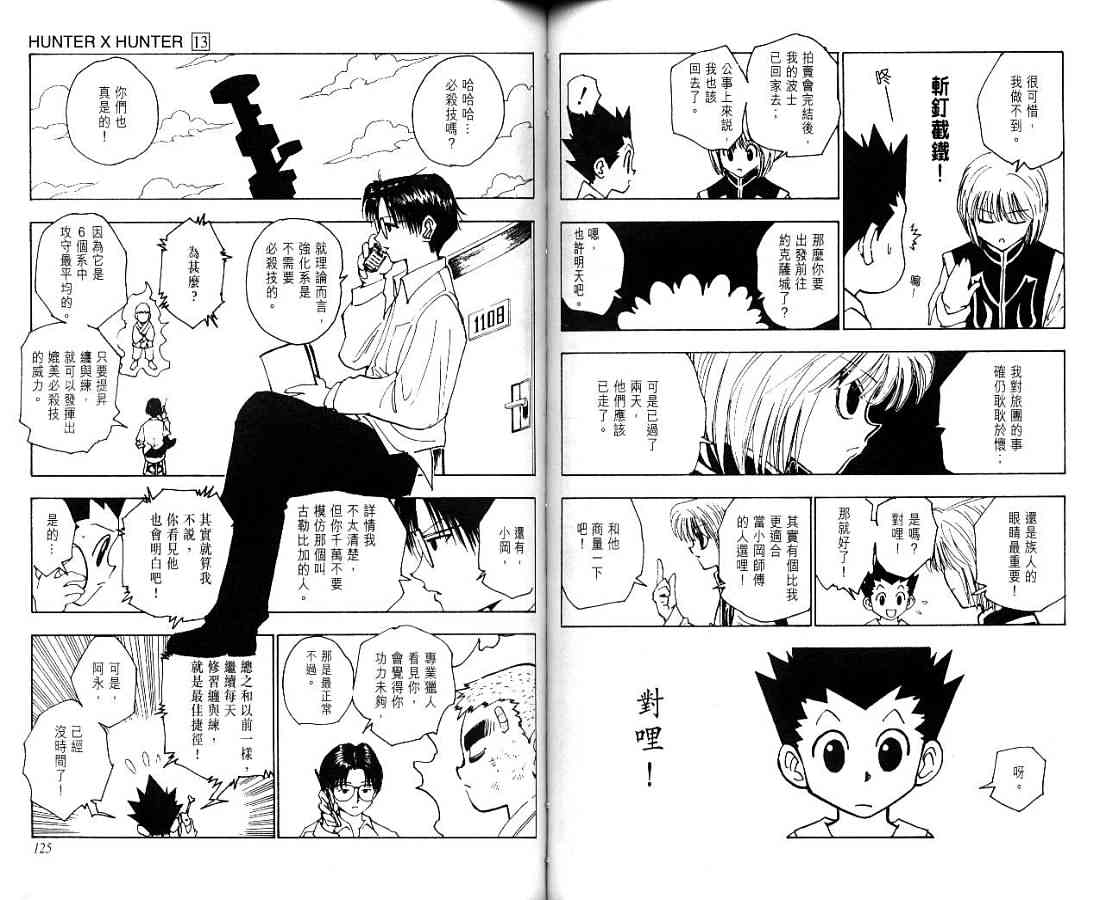 很可惜，
我做不到。
斬釘截鐵！
咚
嗡
拍賣會完結後，
我的波士
已回家去；
公事上來說，
我也該
回去了。
！
那麼你要
出發前往
約克薩城了？
嗯，
也許明天吧。
我對旅團的事
確仍耿耿於懷；
可是已過了
兩天，
他們應該
已走了。
還是族人的
眼睛最重要！
是嗎？
對哩！
那就好了！
其實有個比我
更適合
當小岡師傅
的人選哩！
和他
商量一下
吧！
呀。
對哩！
HUNTER X HUNTER 13
哈哈哈…
必殺技嗎？
你們也
真是的！
就理論而言，
強化系是
不需要
必殺技的。
1108
為甚麼？
因為它是
6個系中
攻守最平均的。
只要提昇
纏與練，
就可以發揮出
媲美必殺技
的威力。
還有，
小岡，
詳情我
不太清楚，
但你千萬不要
模仿那個叫
古勒比加的人。
其實就算我
不說，
你看見他
也會明白吧！
是的…
專業獵人
看見你，
會覺得你
功力未夠，
那是最正常
不過。
總之和以前一樣，
繼續每天
修習纏與練，
就是最佳捷徑！
可是，
阿永，
已經
沒時間了！
125